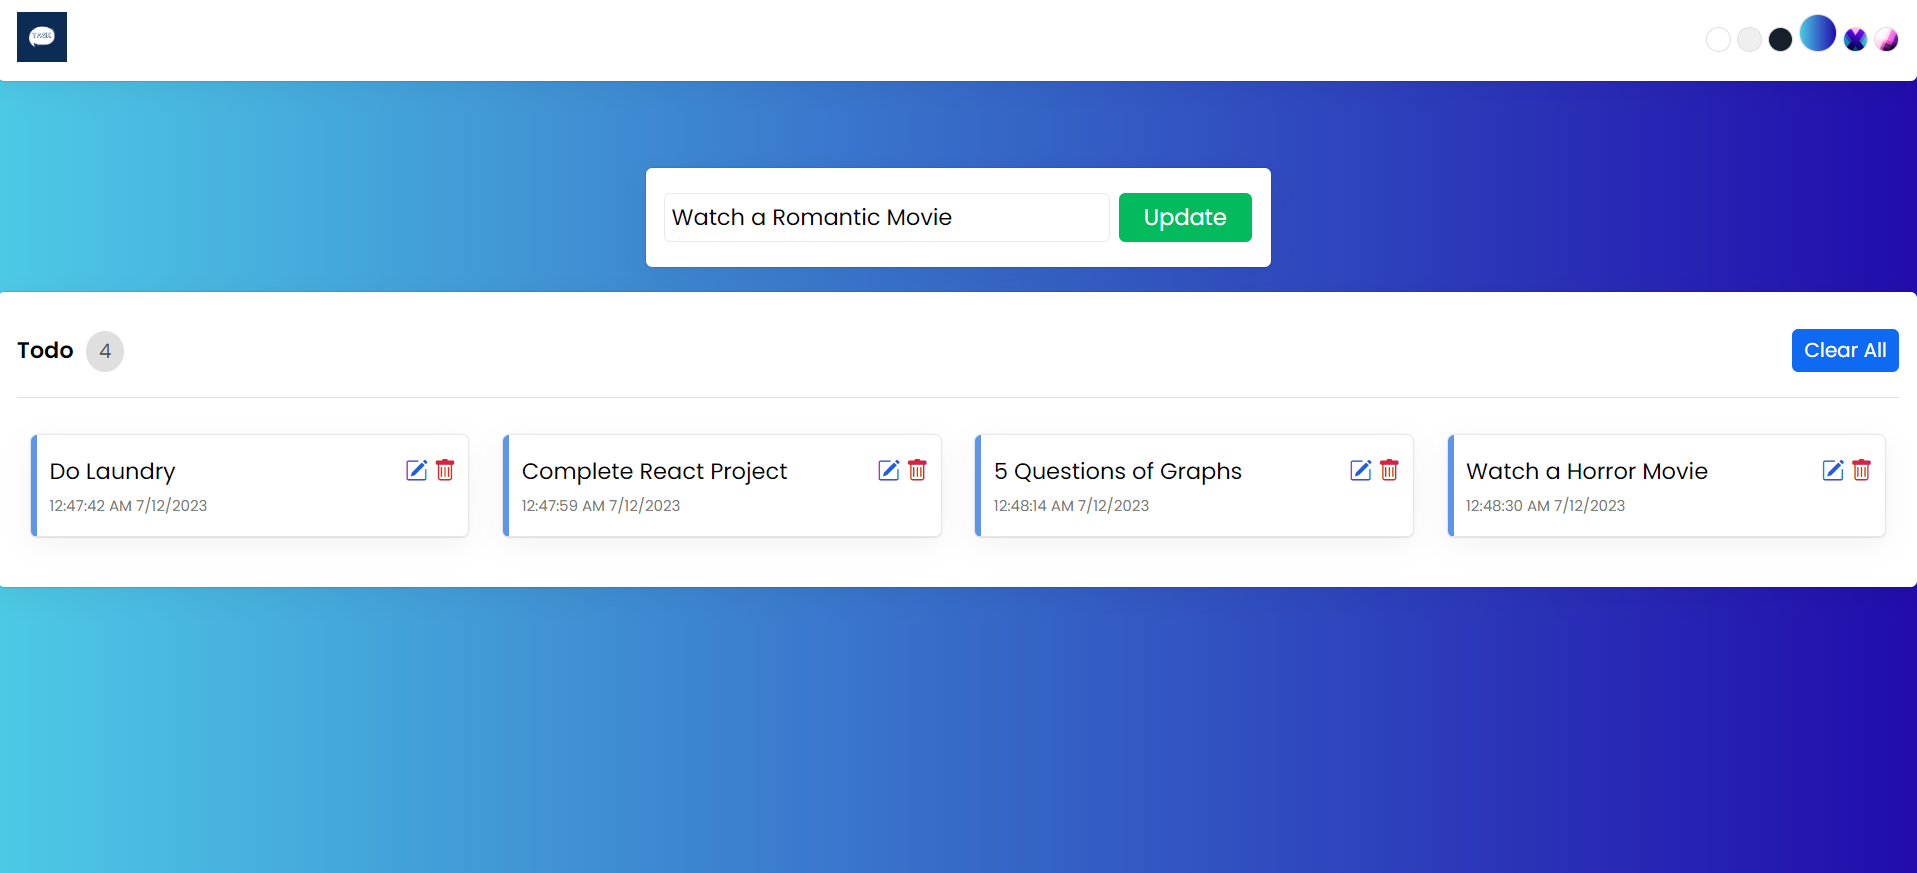 TASK
Watch a Romantic Movie
Update
Todo 4
Clear All
Do Laundry
12:47:42 AM 7/12/2023
Complete React Project
12:47:59 AM 7/12/2023
5 Questions of Graphs
12:48:14 AM 7/12/2023
Watch a Horror Movie
12:48:30 AM 7/12/2023